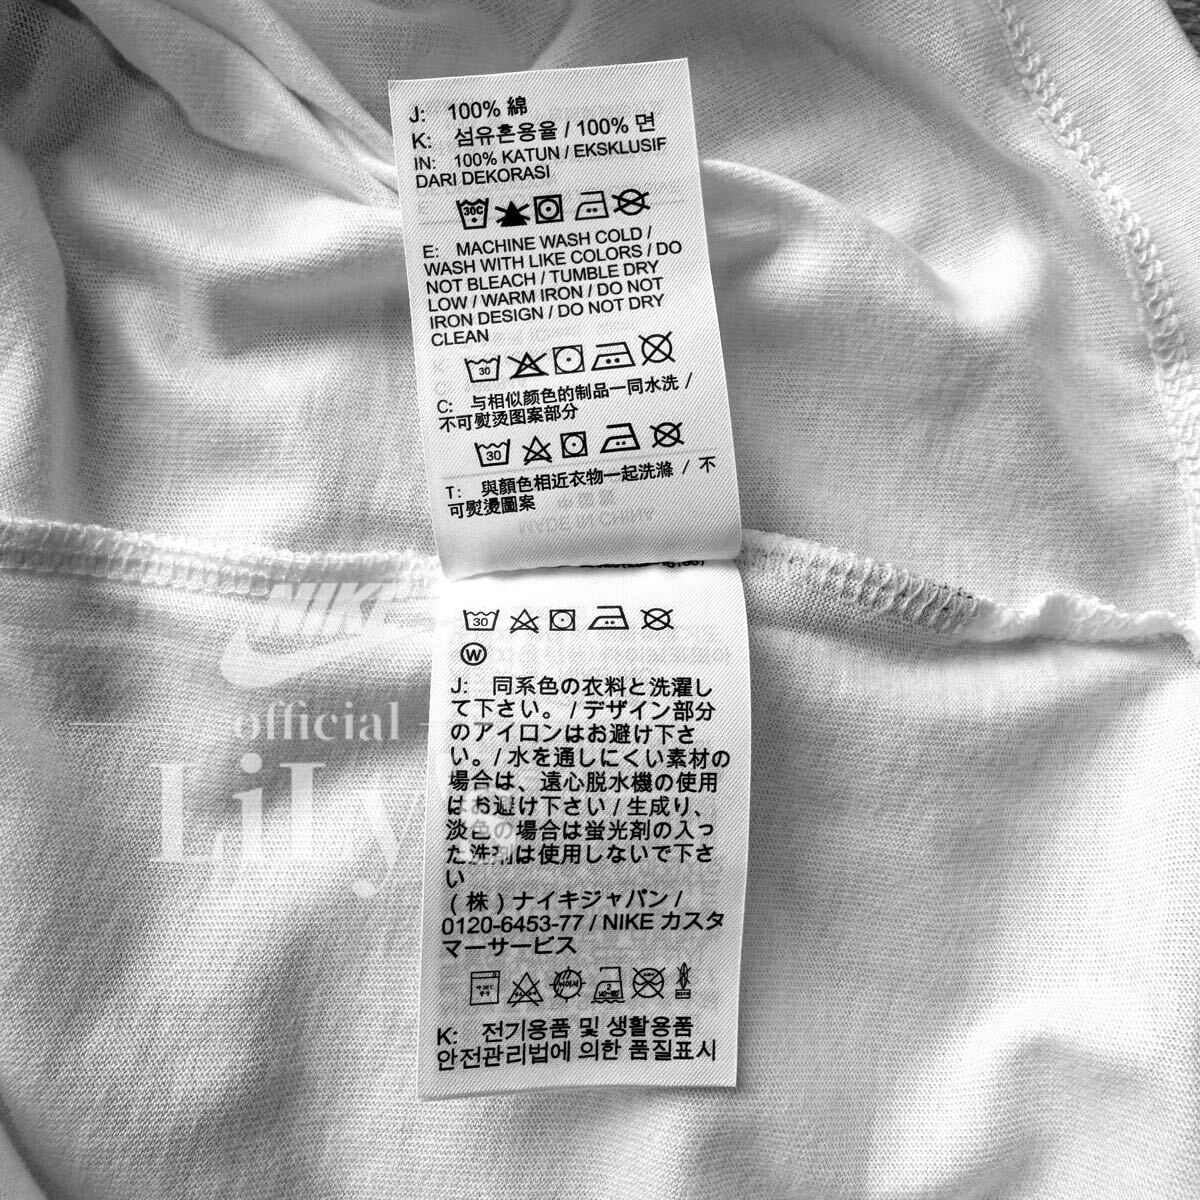 J: 100% 綿
K: 섬유혼용율 / 100% 면
IN: 100% KATUN / EKSKLUSIF
DARI DEKORASI
30C
E: MACHINE WASH COLD /
WASH WITH LIKE COLORS / DO
NOT BLEACH / TUMBLE DRY
LOW / WARM IRON / DO NOT
IRON DESIGN / DO NOT DRY
CLEAN
30
C: 与相似颜色的制品一同水洗 /
不可熨烫图案部分
30
T: 與顏色相近衣物一起洗滌 / 不
可熨燙圖案
MADE IN CHINA
30
W
J: 同系色の衣料と洗濯し
て下さい。/ デザイン部分
のアイロンはお避け下さ
い。/ 水を通しにくい素材の
場合は、遠心脱水機の使用
はお避け下さい / 生成り、
淡色の場合は蛍光剤の入っ
た洗剤は使用しないで下さ
い
(株) ナイキジャパン /
0120-6453-77 / NIKE カスタ
マーサービス
K: 전기용품 및 생활용품
안전관리법에 의한 품질표시
NIKE
official
LiLy's